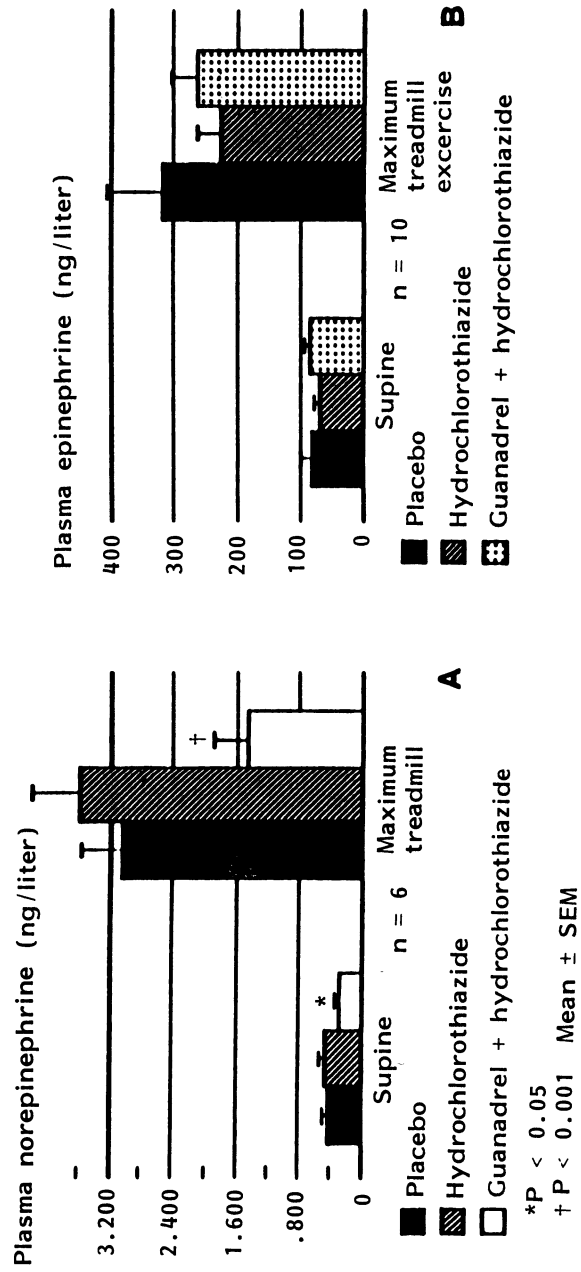 Plasma norepinephrine (ng/liter)
3.200
2.400
1.600
.800
0
*
†
Supine
n = 6
Maximum
treadmill
Placebo
Hydrochlorothiazide
Guanadrel + hydrochlorothiazide
*P < 0.05
† P < 0.001 Mean ± SEM
A
Plasma epinephrine (ng/liter)
400
300
200
100
0
Supine
n = 10
Maximum
treadmill
excercise
Placebo
Hydrochlorothiazide
Guanadrel + hydrochlorothiazide
B